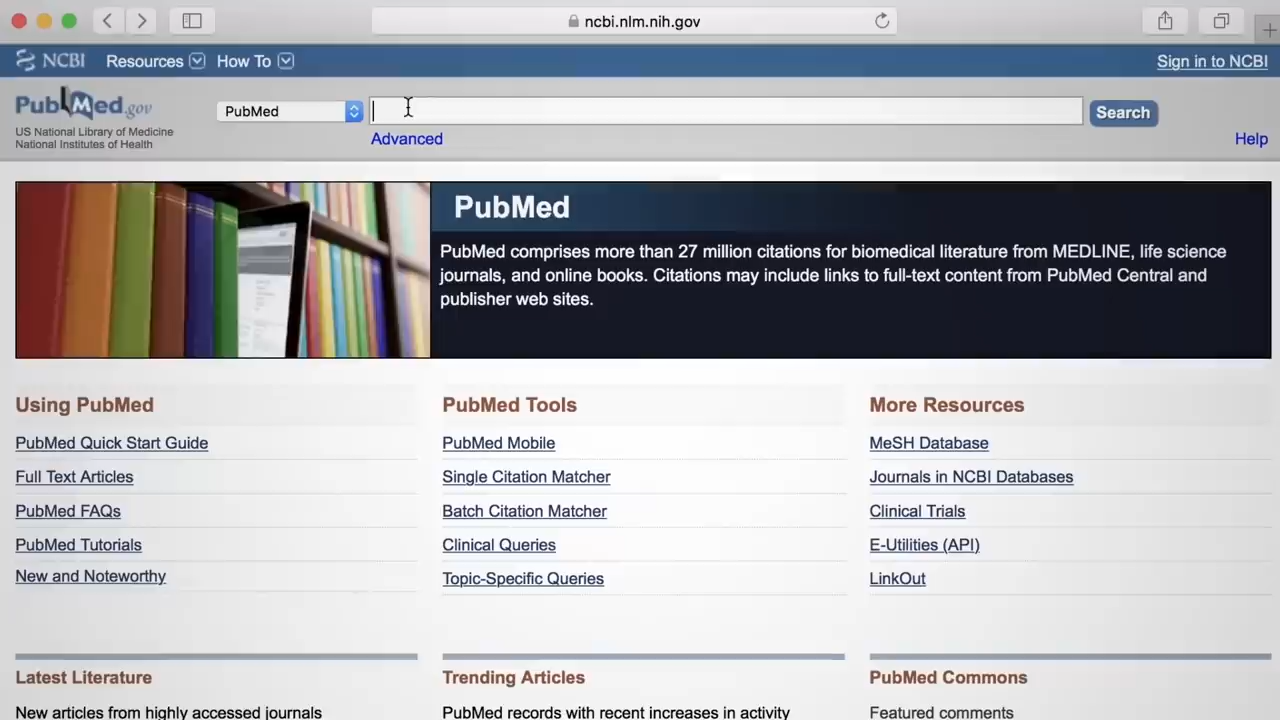 ncbi.nlm.nih.gov
NCBI Resources How To Sign in to NCBI
PubMed.gov
US National Library of Medicine
National Institutes of Health
PubMed
Search
Advanced
Help
PubMed
PubMed comprises more than 27 million citations for biomedical literature from MEDLINE, life science
journals, and online books. Citations may include links to full-text content from PubMed Central and
publisher web sites.
Using PubMed
PubMed Quick Start Guide
Full Text Articles
PubMed FAQs
PubMed Tutorials
New and Noteworthy
PubMed Tools
PubMed Mobile
Single Citation Matcher
Batch Citation Matcher
Clinical Queries
Topic-Specific Queries
More Resources
MeSH Database
Journals in NCBI Databases
Clinical Trials
E-Utilities (API)
LinkOut
Latest Literature
New articles from highly accessed journals
Trending Articles
PubMed records with recent increases in activity
PubMed Commons
Featured comments